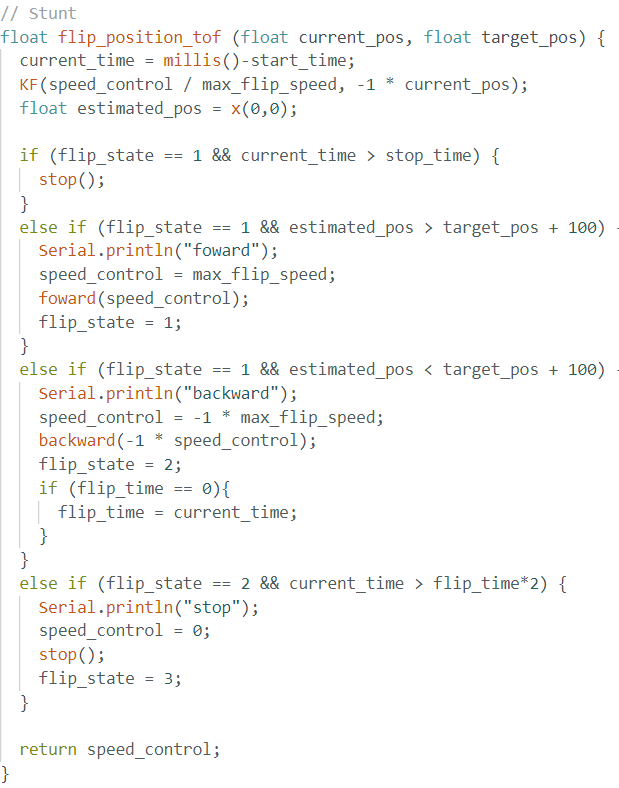 // Stunt
float flip_position_tof (float current_pos, float target_pos) {
  current_time = millis()-start_time;
  KF(speed_control / max_flip_speed, -1 * current_pos);
  float estimated_pos = x(0,0);

  if (flip_state == 1 && current_time > stop_time) {
    stop();
  }
  else if (flip_state == 1 && estimated_pos > target_pos + 100)
    Serial.println("foward");
    speed_control = max_flip_speed;
    foward(speed_control);
    flip_state = 1;
  }
  else if (flip_state == 1 && estimated_pos < target_pos + 100)
    Serial.println("backward");
    speed_control = -1 * max_flip_speed;
    backward(-1 * speed_control);
    flip_state = 2;
    if (flip_time == 0){
      flip_time = current_time;
    }
  }
  else if (flip_state == 2 && current_time > flip_time*2) {
    Serial.println("stop");
    speed_control = 0;
    stop();
    flip_state = 3;
  }

  return speed_control;
}